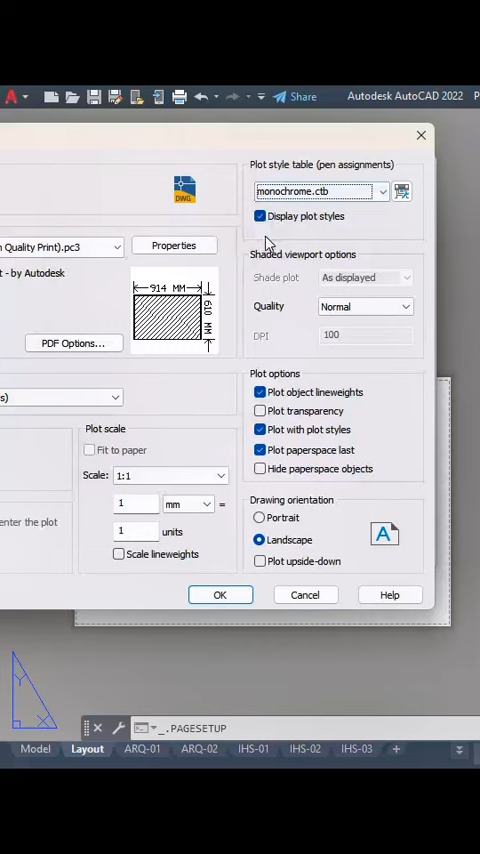 Share
Autodesk AutoCAD 2022
Plot style table (pen assignments)
monochrome.ctb
DWG
Display plot styles
Quality Print).pc3
Properties
Shaded viewport options
t - by Autodesk
Shade plot
As displayed
914 MM
610 MM
Quality
Normal
PDF Options...
DPI
100
Plot options
Plot object lineweights
s)
Plot transparency
Plot scale
Plot with plot styles
Fit to paper
Plot paperspace last
Scale:
1:1
Hide paperspace objects
1
mm
=
Drawing orientation
enter the plot
Portrait
1
units
Landscape
A
Scale lineweights
Plot upside-down
OK
Cancel
Help
Y
X
_.PAGESETUP
Model
Layout
ARQ-01
ARQ-02
IHS-01
IHS-02
IHS-03
+